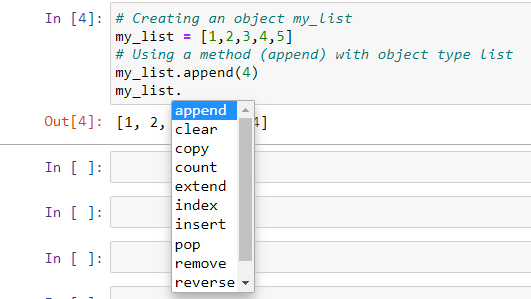 In [4]: # Creating an object my_list
my_list = [1,2,3,4,5]
# Using a method (append) with object type list
my_list.append(4)
my_list.
Out[4]: [1, 2, 4]
append
clear
copy
count
extend
index
insert
pop
remove
reverse
In [ ]:
In [ ]:
In [ ]: